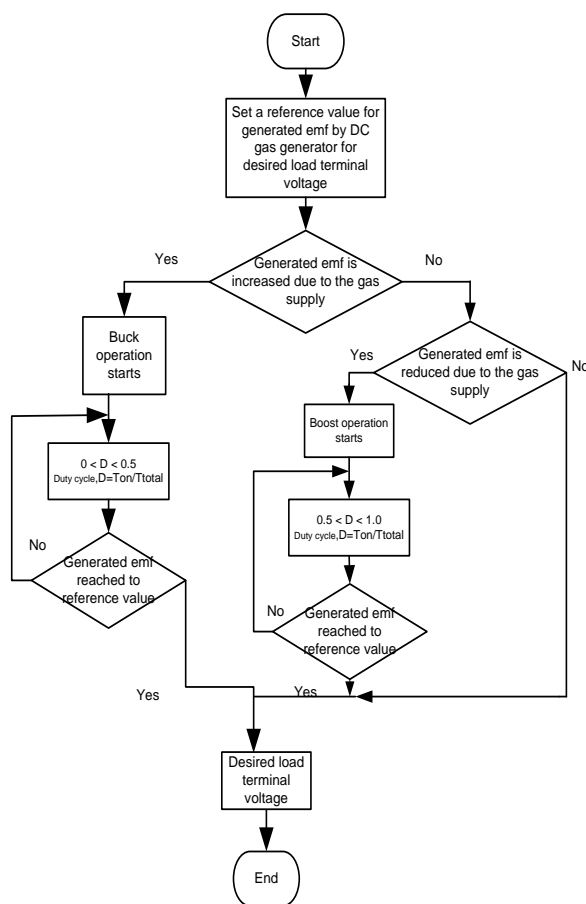 Start
Set a reference value for
generated emf by DC
gas generator for
desired load terminal
voltage
Yes
Generated emf is
increased due to the gas
supply
No
Buck
operation
starts
Yes
Generated emf is
reduced due to the gas
supply
No
Boost operation
starts
0 < D < 0.5
Duty cycle,D=Ton/Ttotal
0.5 < D < 1.0
Duty cycle,D=Ton/Ttotal
No
Generated emf
reached to
reference value
No
Generated emf
reached to
reference value
Yes
Yes
Desired load
terminal
voltage
End